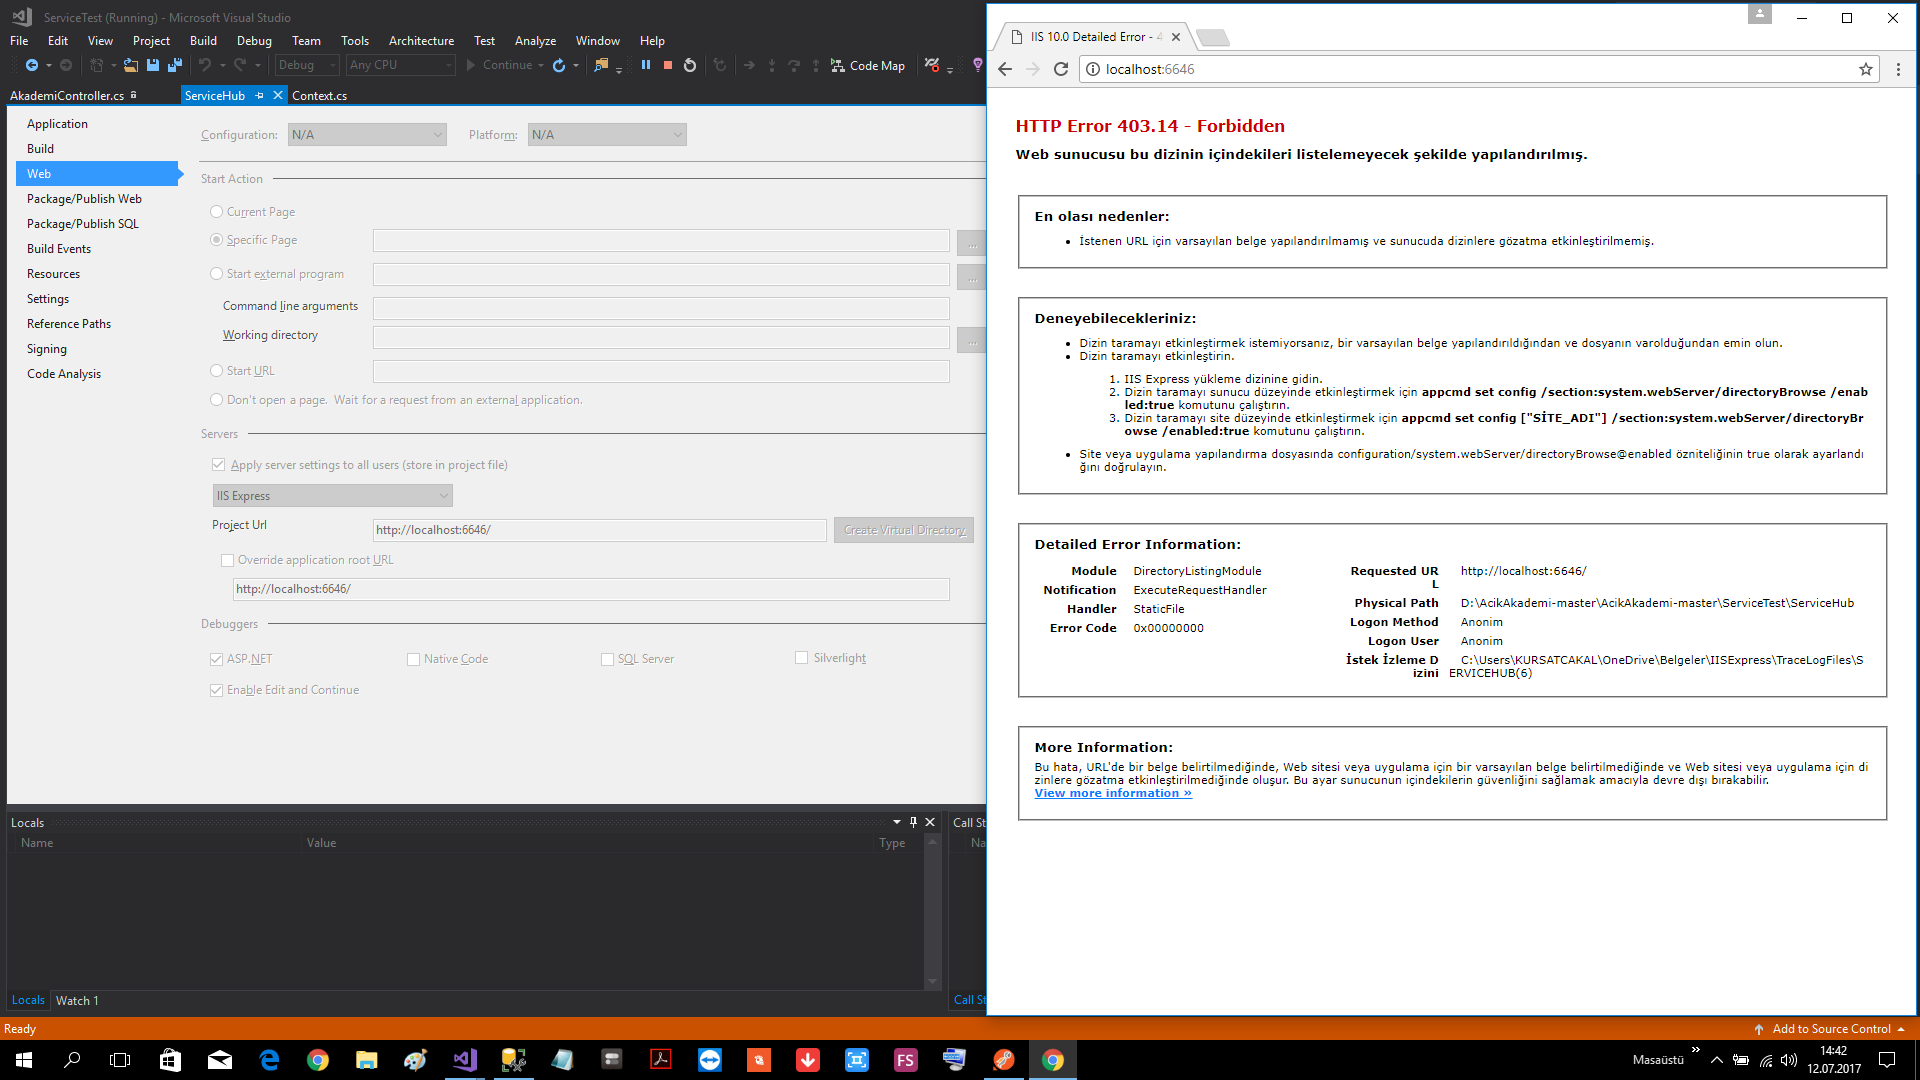 ServiceTest (Running) - Microsoft Visual Studio
File Edit View Project Build Debug Team Tools Architecture Test Analyze Window Help
Debug Any CPU Continue Code Map
AkademiController.cs ServiceHub Context.cs
Application
Build
Web
Package/Publish Web
Package/Publish SQL
Build Events
Resources
Settings
Reference Paths
Signing
Code Analysis
Configuration: N/A Platform: N/A
Start Action
Current Page
Specific Page ...
Start external program ...
Command line arguments
Working directory ...
Start URL
Don't open a page. Wait for a request from an external application.
Servers
Apply server settings to all users (store in project file)
IIS Express
Project Url http://localhost:6646/ Create Virtual Directory
Override application root URL
http://localhost:6646/
Debuggers
ASP.NET Native Code SQL Server Silverlight
Enable Edit and Continue
Locals
Name Value Type
Locals Watch 1
Call St
Na
Call St
Ready
IIS 10.0 Detailed Error - 4
localhost:6646
HTTP Error 403.14 - Forbidden
Web sunucusu bu dizinin içindekileri listelemeyecek şekilde yapılandırılmış.
En olası nedenler:
• İstenen URL için varsayılan belge yapılandırılmamış ve sunucuda dizinlere gözatma etkinleştirilmemiş.
Deneyebilecekleriniz:
• Dizin taramayı etkinleştirmek istemiyorsanız, bir varsayılan belge yapılandırıldığından ve dosyanın varolduğundan emin olun.
• Dizin taramayı etkinleştirin.
1. IIS Express yükleme dizinine gidin.
2. Dizin taramayı sunucu düzeyinde etkinleştirmek için appcmd set config /section:system.webServer/directoryBrowse /enab
led:true komutunu çalıştırın.
3. Dizin taramayı site düzeyinde etkinleştirmek için appcmd set config ["SİTE_ADI"] /section:system.webServer/directoryBr
owse /enabled:true komutunu çalıştırın.
• Site veya uygulama yapılandırma dosyasında configuration/system.webServer/directoryBrowse@enabled özniteliğinin true olarak ayarlandı
ğını doğrulayın.
Detailed Error Information:
Module DirectoryListingModule
Notification ExecuteRequestHandler
Handler StaticFile
Error Code 0x00000000
Requested UR
L http://localhost:6646/
Physical Path D:\AcikAkademi-master\AcikAkademi-master\ServiceTest\ServiceHub
Logon Method Anonim
Logon User Anonim
İstek İzleme D
izini C:\Users\KURSATCAKAL\OneDrive\Belgeler\IISExpress\TraceLogFiles\S
ERVICEHUB(6)
More Information:
Bu hata, URL'de bir belge belirtilmediğinde, Web sitesi veya uygulama için bir varsayılan belge belirtilmediğinde ve Web sitesi veya uygulama için di
zinlere gözatma etkinleştirilmediğinde oluşur. Bu ayar sunucunun içindekilerin güvenliğini sağlamak amacıyla devre dışı bırakabilir.
View more information »
Add to Source Control
FS
Masaüstü
14:42
12.07.2017